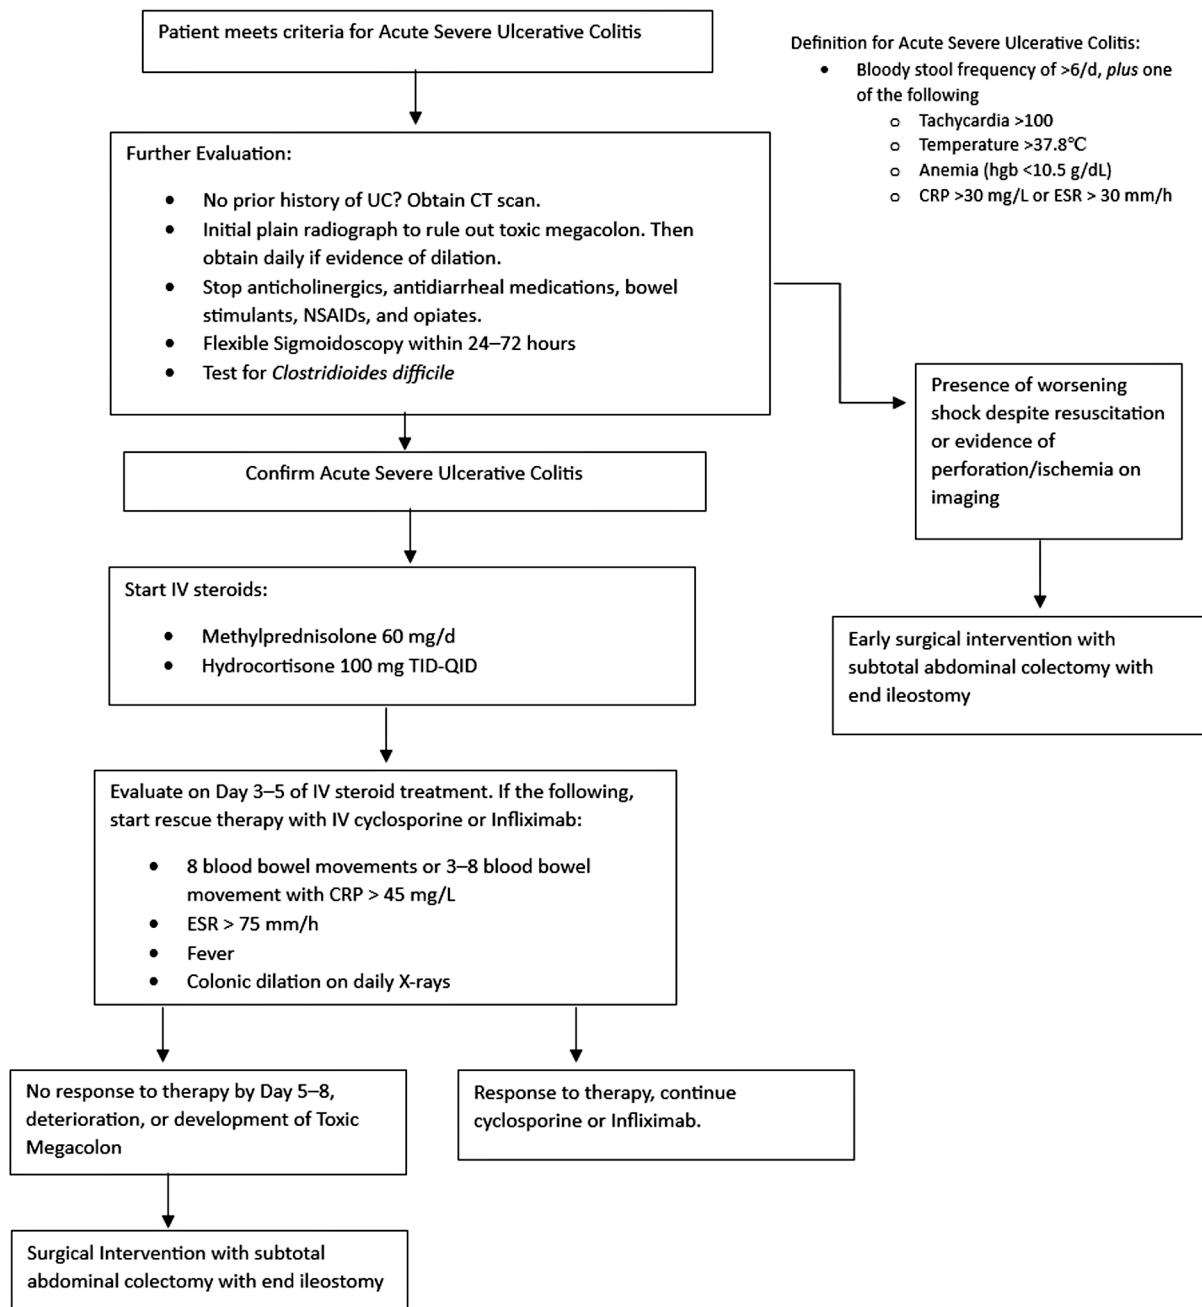 Patient meets criteria for Acute Severe Ulcerative Colitis
Definition for Acute Severe Ulcerative Colitis:
• Bloody stool frequency of >6/d, plus one
of the following
o Tachycardia >100
o Temperature >37.8℃
o Anemia (hgb <10.5 g/dL)
o CRP >30 mg/L or ESR > 30 mm/h
Further Evaluation:
• No prior history of UC? Obtain CT scan.
• Initial plain radiograph to rule out toxic megacolon. Then
obtain daily if evidence of dilation.
• Stop anticholinergics, antidiarrheal medications, bowel
stimulants, NSAIDs, and opiates.
• Flexible Sigmoidoscopy within 24–72 hours
• Test for Clostridioides difficile
Presence of worsening
shock despite resuscitation
or evidence of
perforation/ischemia on
imaging
Early surgical intervention with
subtotal abdominal colectomy with
end ileostomy
Confirm Acute Severe Ulcerative Colitis
Start IV steroids:
• Methylprednisolone 60 mg/d
• Hydrocortisone 100 mg TID-QID
Evaluate on Day 3–5 of IV steroid treatment. If the following,
start rescue therapy with IV cyclosporine or Infliximab:
• 8 blood bowel movements or 3–8 blood bowel
movement with CRP > 45 mg/L
• ESR > 75 mm/h
• Fever
• Colonic dilation on daily X-rays
No response to therapy by Day 5–8,
deterioration, or development of Toxic
Megacolon
Response to therapy, continue
cyclosporine or Infliximab.
Surgical Intervention with subtotal
abdominal colectomy with end ileostomy